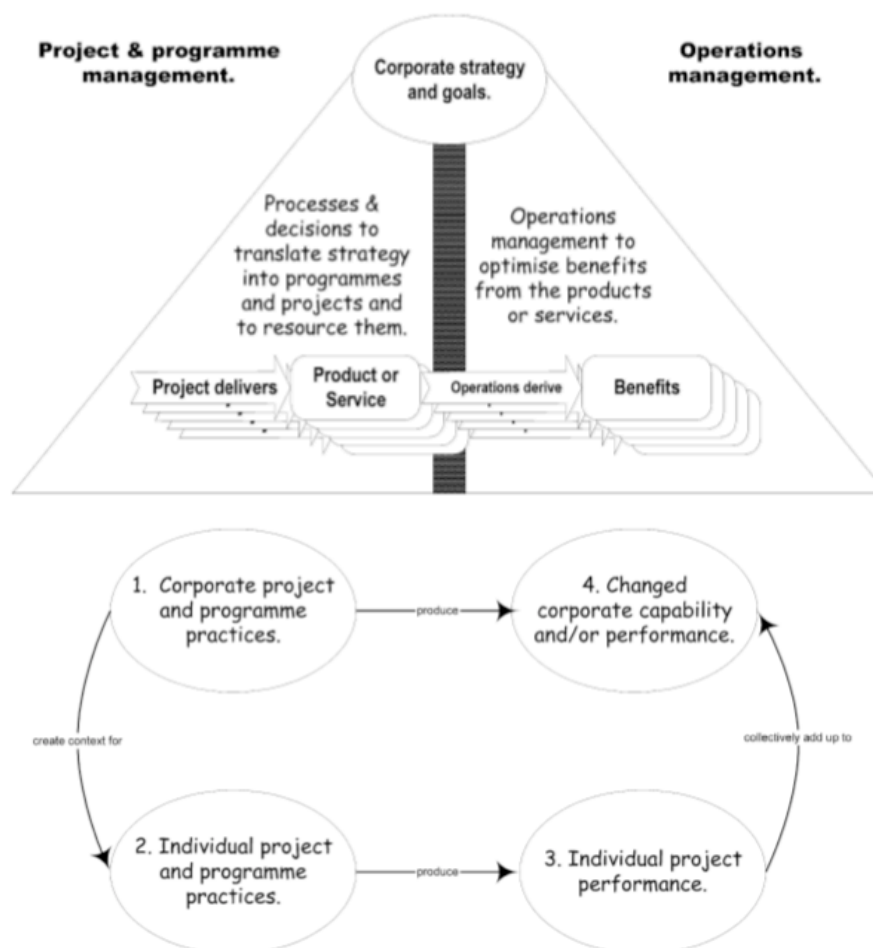 Project & programme
management.
Operations
management.
Corporate strategy
and goals.
Processes &
decisions to
translate strategy
into programmes
and projects and
to resource them.
Operations
management to
optimise benefits
from the products
or services.
Project delivers
Product or
Service
Operations derive
Benefits
1. Corporate project
and programme
practices.
produce
4. Changed
corporate capability
and/or performance.
create context for
collectively add up to
2. Individual project
and programme
practices.
produce
3. Individual project
performance.